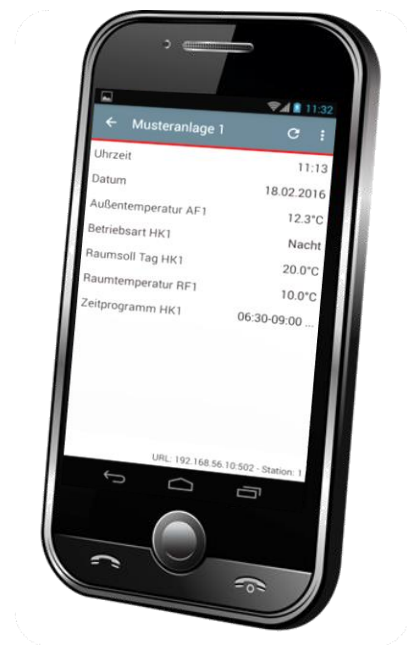 11:32
Musteranlage 1
Uhrzeit 11:13
Datum 18.02.2016
Außentemperatur AF1 12.3°C
Betriebsart HK1 Nacht
Raumsoll Tag HK1 20.0°C
Raumtemperatur RF1 10.0°C
Zeitprogramm HK1 06:30-09:00 ...
URL: 192.168.56.10:502 - Station: 1